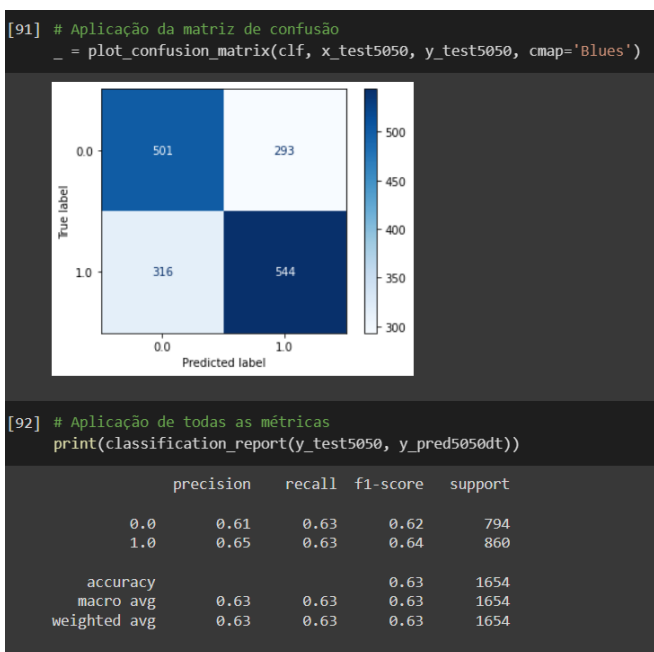 [91] # Aplicação da matriz de confusão
_ = plot_confusion_matrix(clf, x_test5050, y_test5050, cmap='Blues')
0.0 501 293
1.0 316 544
0.0 1.0
True label
Predicted label
500
450
400
350
300
[92] # Aplicação de todas as métricas
print(classification_report(y_test5050, y_pred5050dt))
precision recall f1-score support
0.0 0.61 0.63 0.62 794
1.0 0.65 0.63 0.64 860
accuracy 0.63 1654
macro avg 0.63 0.63 0.63 1654
weighted avg 0.63 0.63 0.63 1654